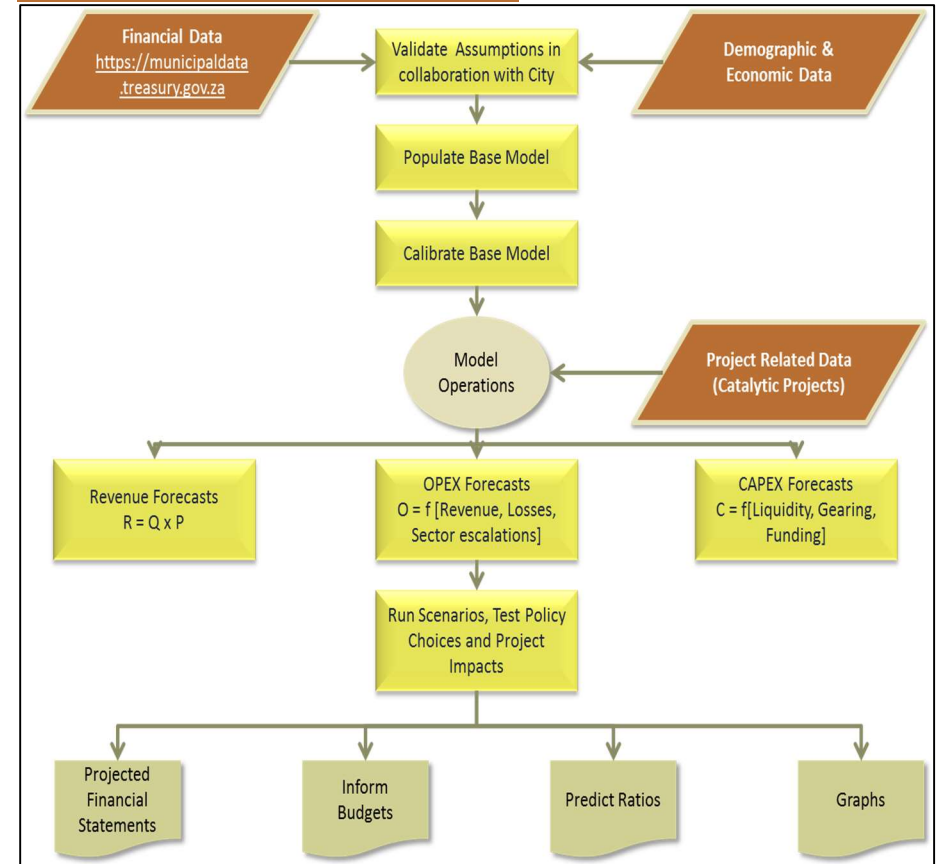 Financial Data
https://municipaldata
.treasury.gov.za
Validate Assumptions in
collaboration with City
Demographic &
Economic Data
Populate Base Model
Calibrate Base Model
Model
Operations
Project Related Data
(Catalytic Projects)
Revenue Forecasts
R = Q x P
OPEX Forecasts
O = f [Revenue, Losses,
Sector escalations]
CAPEX Forecasts
C = f[Liquidity, Gearing,
Funding]
Run Scenarios, Test Policy
Choices and Project
Impacts
Projected
Financial
Statements
Inform
Budgets
Predict Ratios
Graphs